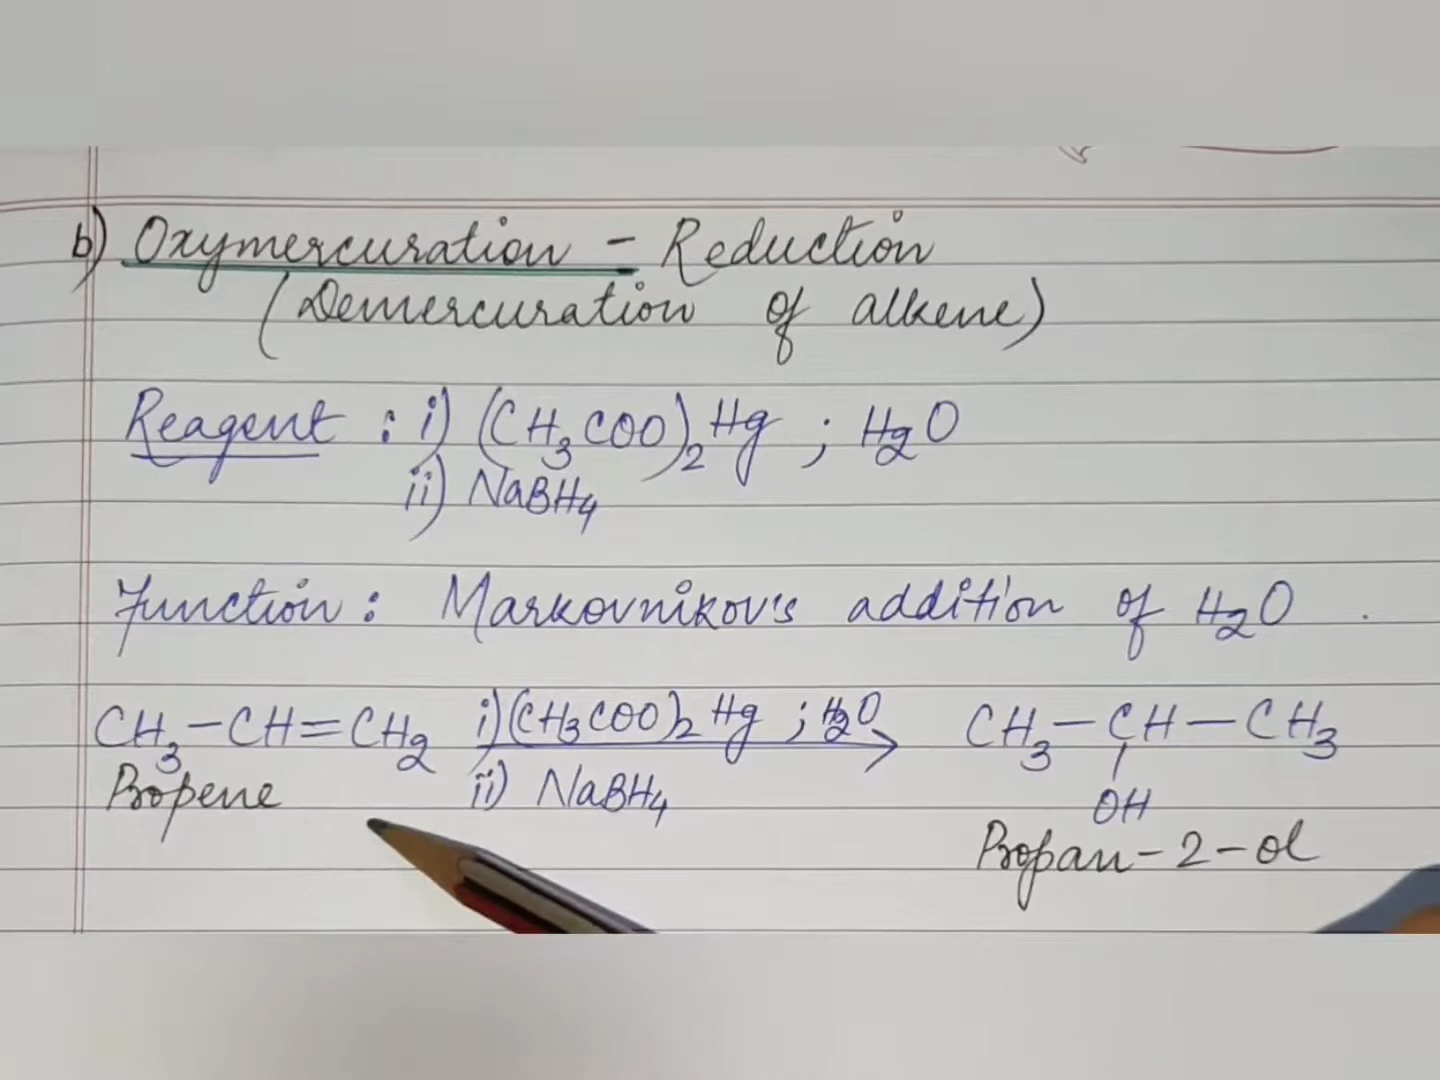 b) Oxymercuration - Reduction
(Demercuration of alkene)
Reagent : i) (CH₃COO)₂Hg ; H₂O
ii) NaBH₄
Function : Markovnikov's addition of H₂O .
CH₃-CH=CH₂ i)(CH₃COO)₂Hg ; H₂O → CH₃-CH-CH₃
Propene ii) NaBH₄ OH
Propan-2-ol